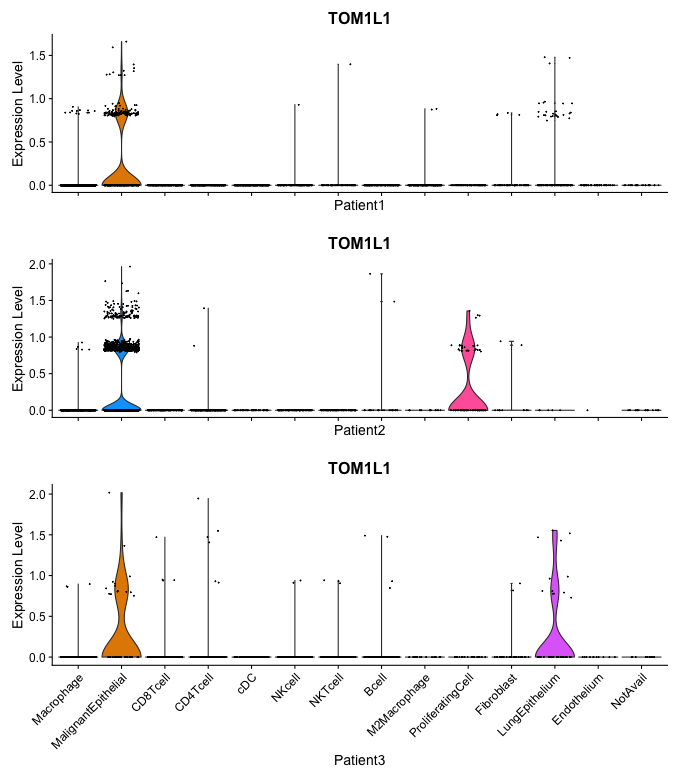 TOM1L1
Expression Level
1.5
1.0
0.5
0.0
Patient1
TOM1L1
Expression Level
2.0
1.5
1.0
0.5
0.0
Patient2
TOM1L1
Expression Level
2.0
1.5
1.0
0.5
0.0
Macrophage
MalignantEpithelial
CD8Tcell
CD4Tcell
cDC
NKcell
NKTcell
Bcell
M2Macrophage
ProliferatingCell
Fibroblast
LungEpithelium
Endothelium
NotAvail
Patient3